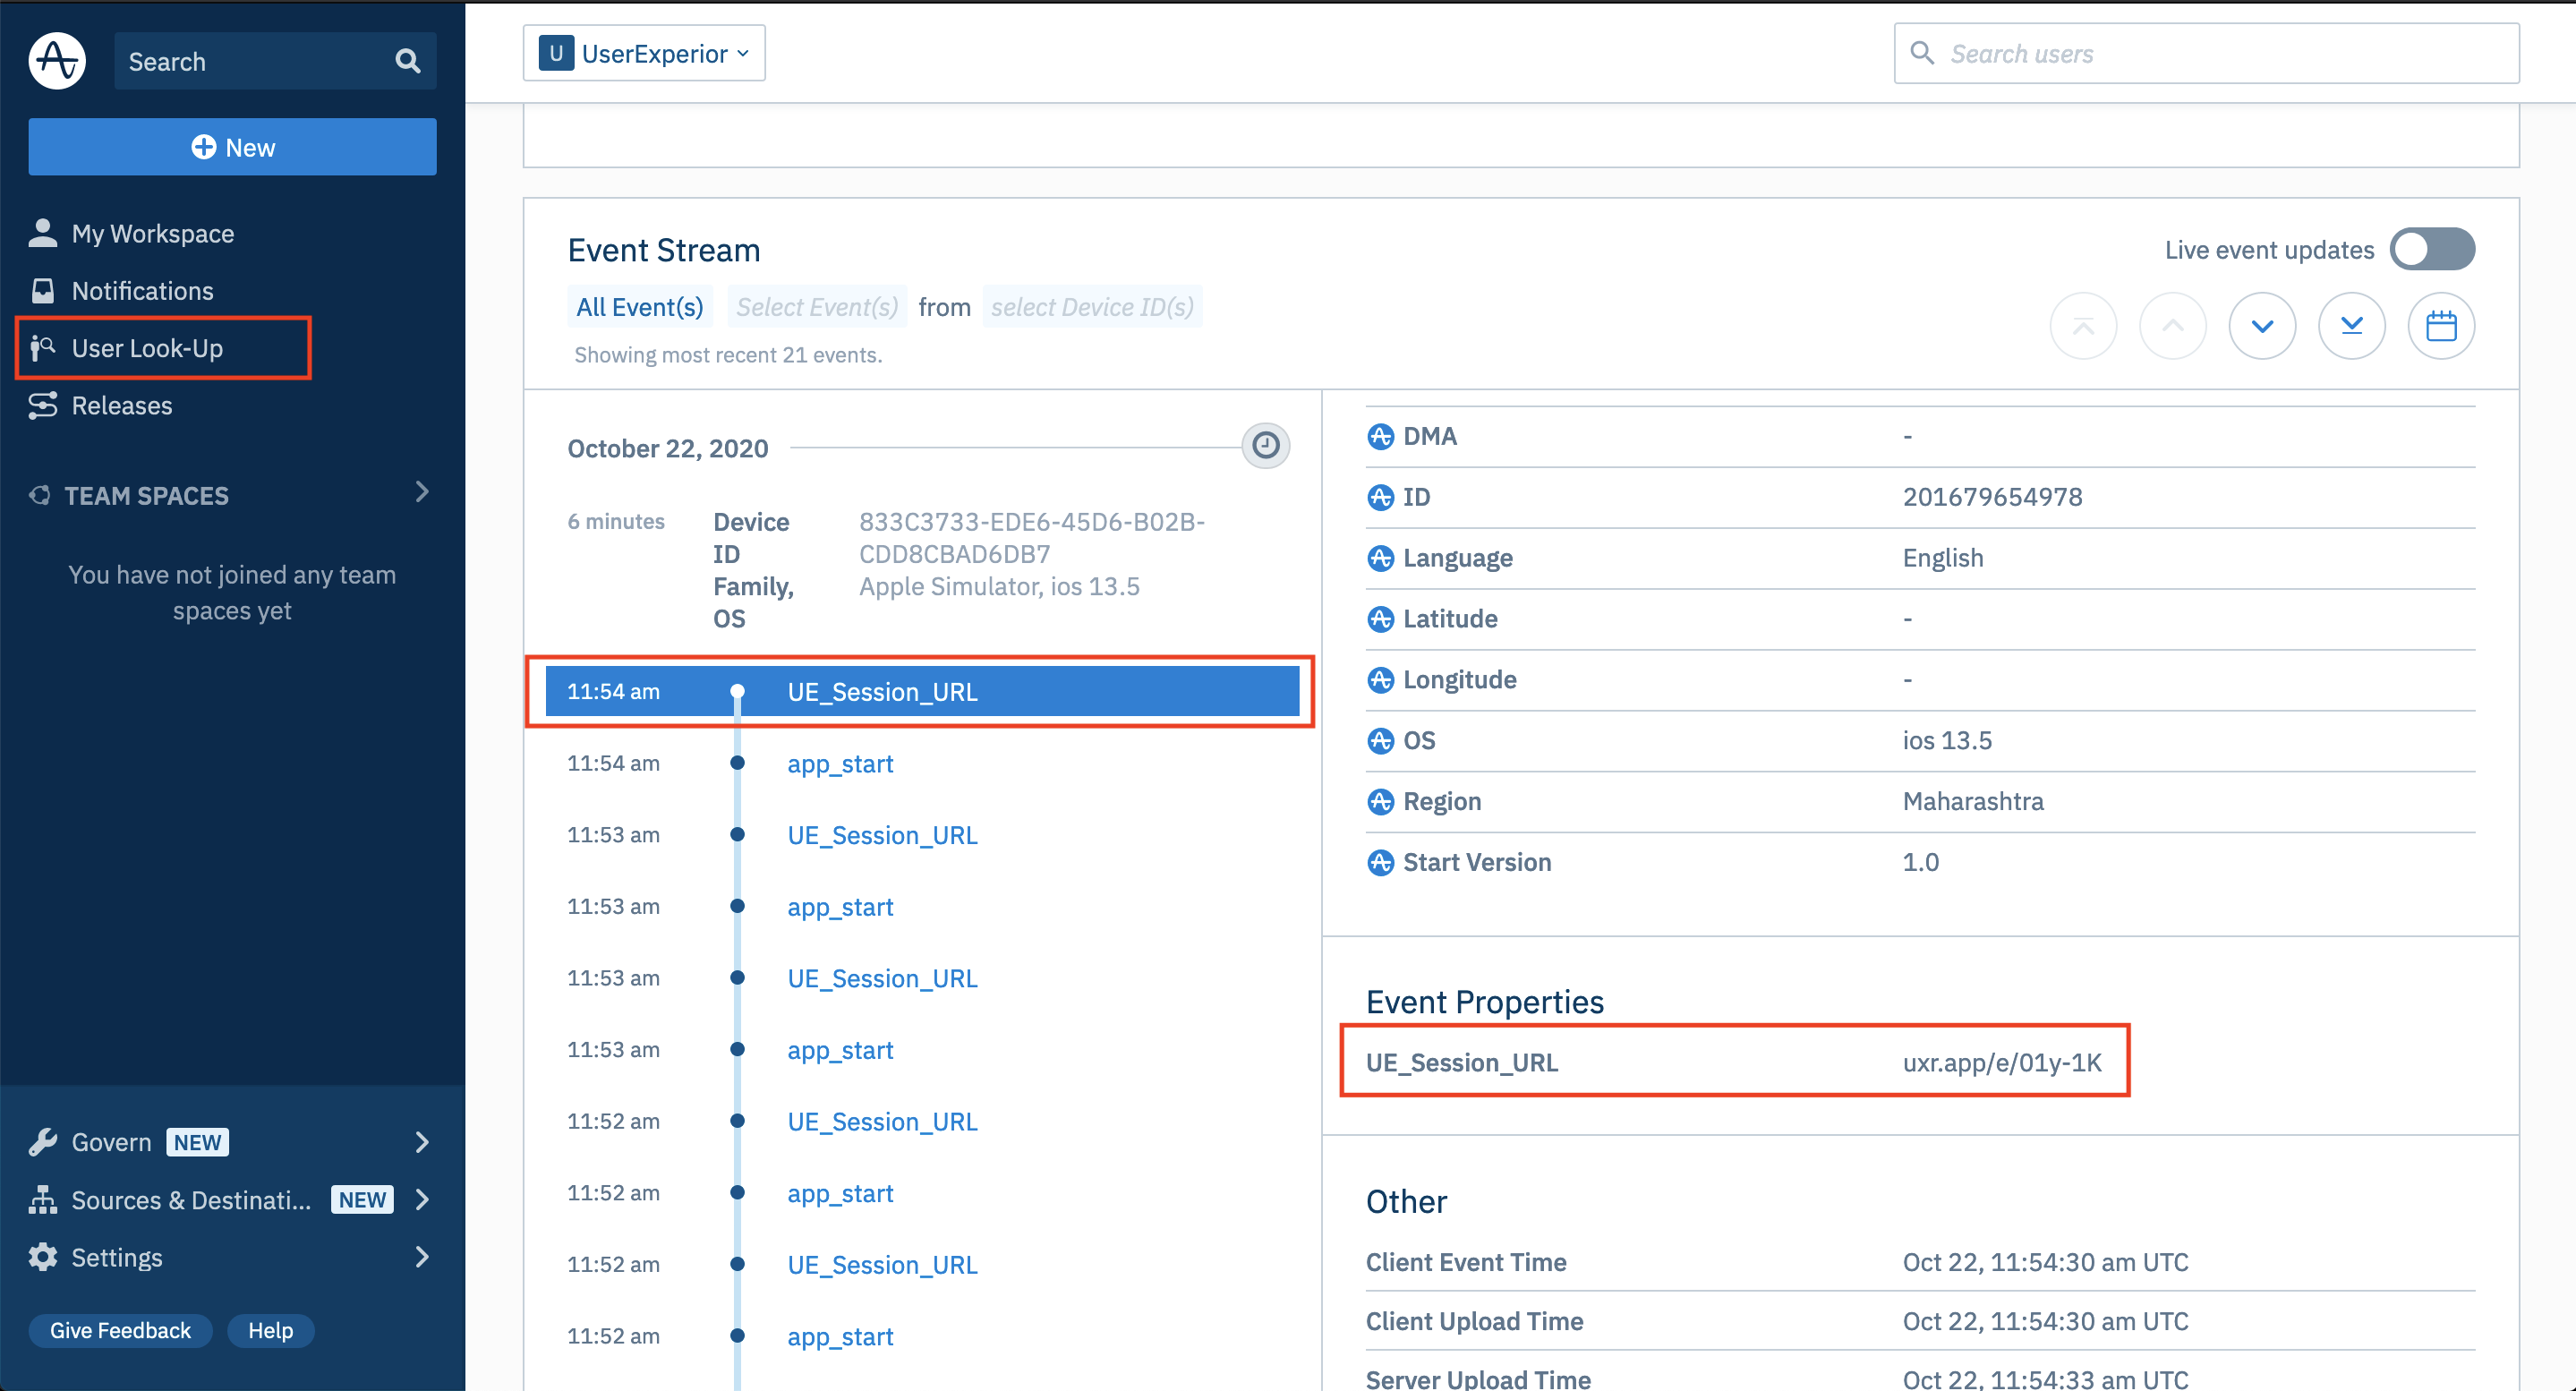 Search
New
My Workspace
Notifications
User Look-Up
Releases
TEAM SPACES
You have not joined any team
spaces yet
Govern NEW
Sources & Destinati... NEW
Settings
Give Feedback Help
U UserExperior
Search users
Event Stream
Live event updates
All Event(s) Select Event(s) from select Device ID(s)
Showing most recent 21 events.
October 22, 2020
6 minutes Device 833C3733-EDE6-45D6-B02B-
ID CDD8CBAD6DB7
Family, Apple Simulator, ios 13.5
OS
11:54 am UE_Session_URL
11:54 am app_start
11:53 am UE_Session_URL
11:53 am app_start
11:53 am UE_Session_URL
11:53 am app_start
11:52 am UE_Session_URL
11:52 am app_start
11:52 am UE_Session_URL
11:52 am app_start
DMA -
ID 201679654978
Language English
Latitude -
Longitude -
OS ios 13.5
Region Maharashtra
Start Version 1.0
Event Properties
UE_Session_URL uxr.app/e/01y-1K
Other
Client Event Time Oct 22, 11:54:30 am UTC
Client Upload Time Oct 22, 11:54:30 am UTC
Server Upload Time Oct 22, 11:54:33 am UTC